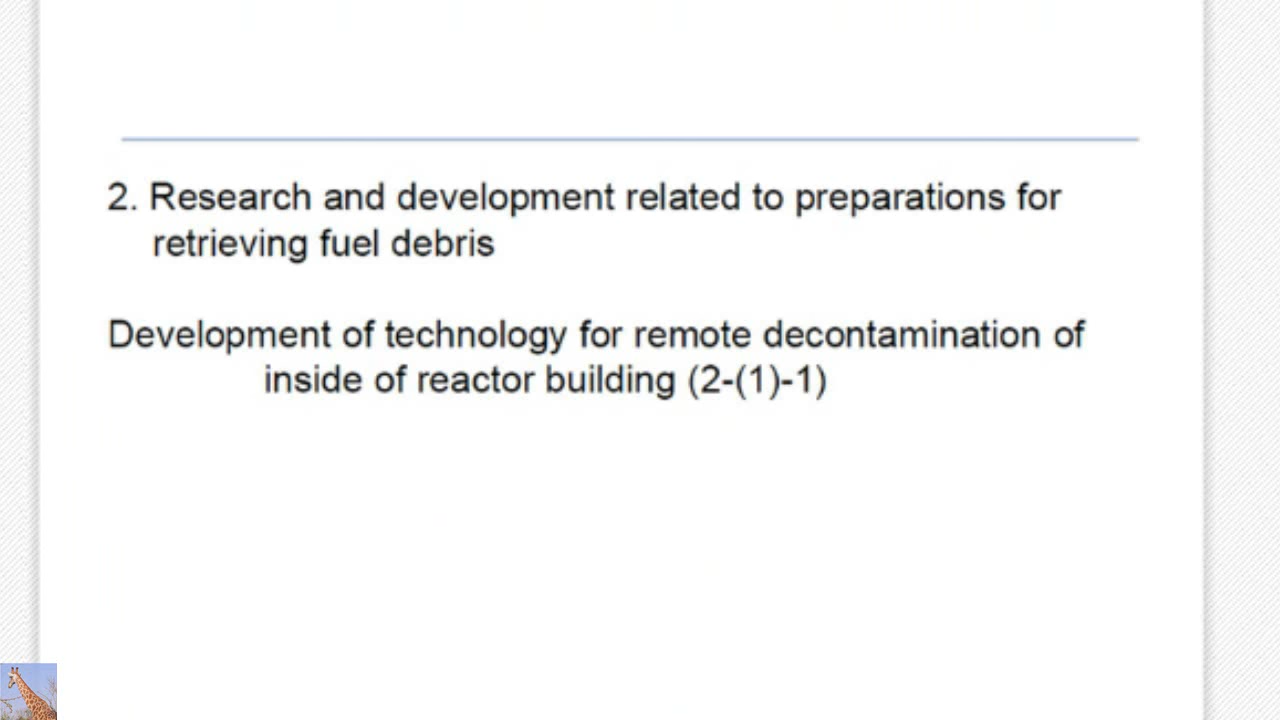 2. Research and development related to preparations for
retrieving fuel debris
Development of technology for remote decontamination of
inside of reactor building (2-(1)-1)